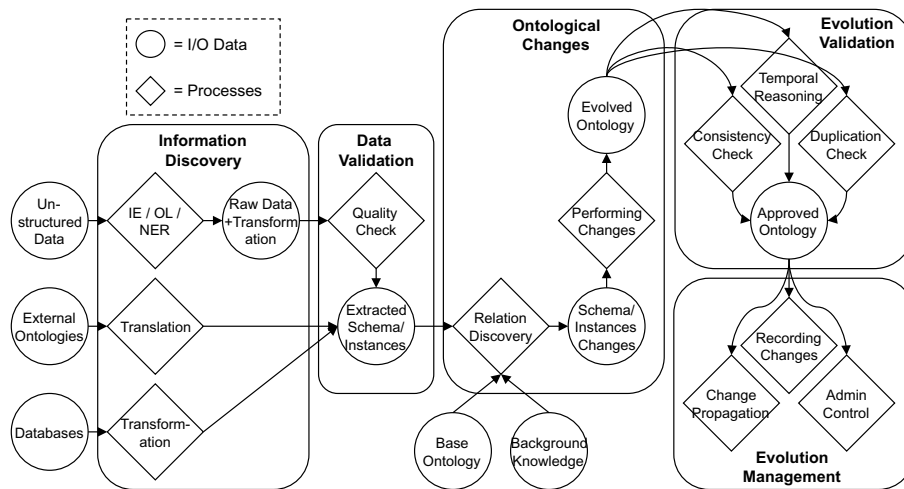 = I/O Data
= Processes
Information
Discovery
Data
Validation
Ontological
Changes
Evolution
Validation
Un-
structured
Data
IE / OL /
NER
Raw Data
+Transfor-
mation
Quality
Check
External
Ontologies
Translation
Extracted
Schema/
Instances
Databases
Transform-
ation
Relation
Discovery
Schema/
Instances
Changes
Performing
Changes
Evolved
Ontology
Base
Ontology
Background
Knowledge
Temporal
Reasoning
Consistency
Check
Duplication
Check
Approved
Ontology
Recording
Changes
Change
Propagation
Admin
Control
Evolution
Management